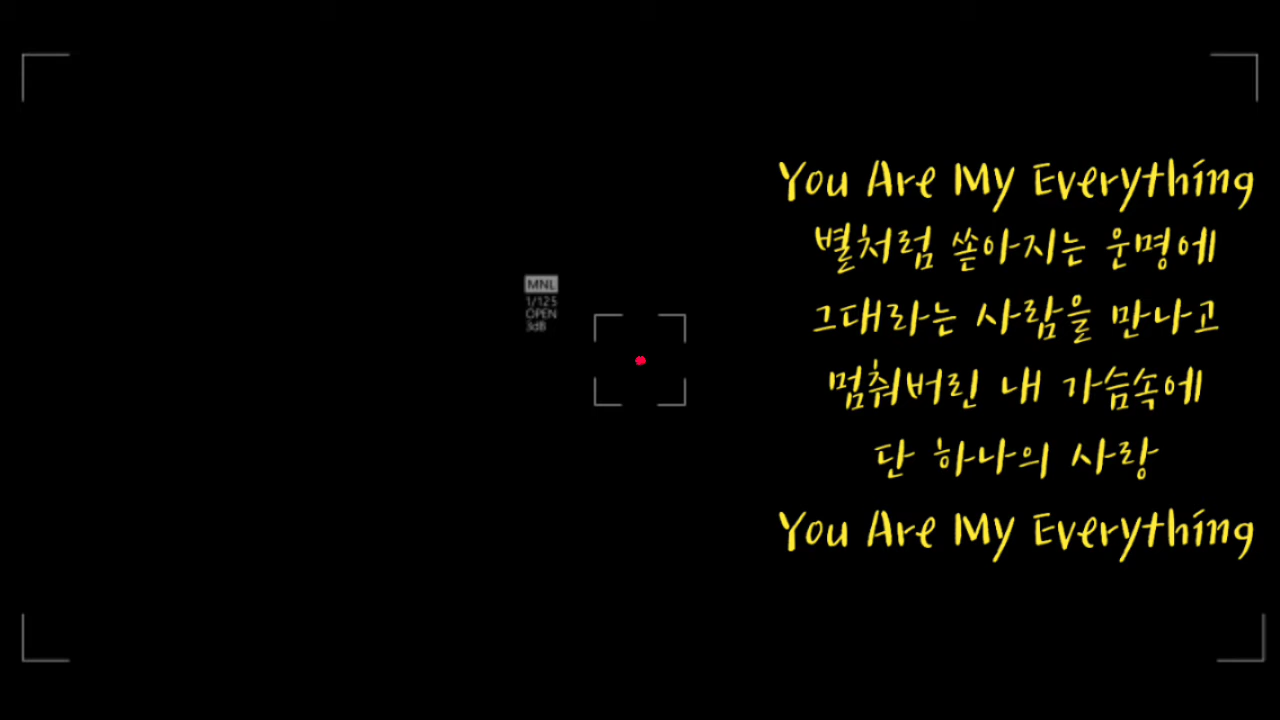 MNL
1/125
OPEN
3dB
You Are My Everything
별처럼 쏟아지는 운명에
그대라는 사람을 만나고
멈춰버린 내 가슴속에
단 하나의 사랑
You Are My Everything